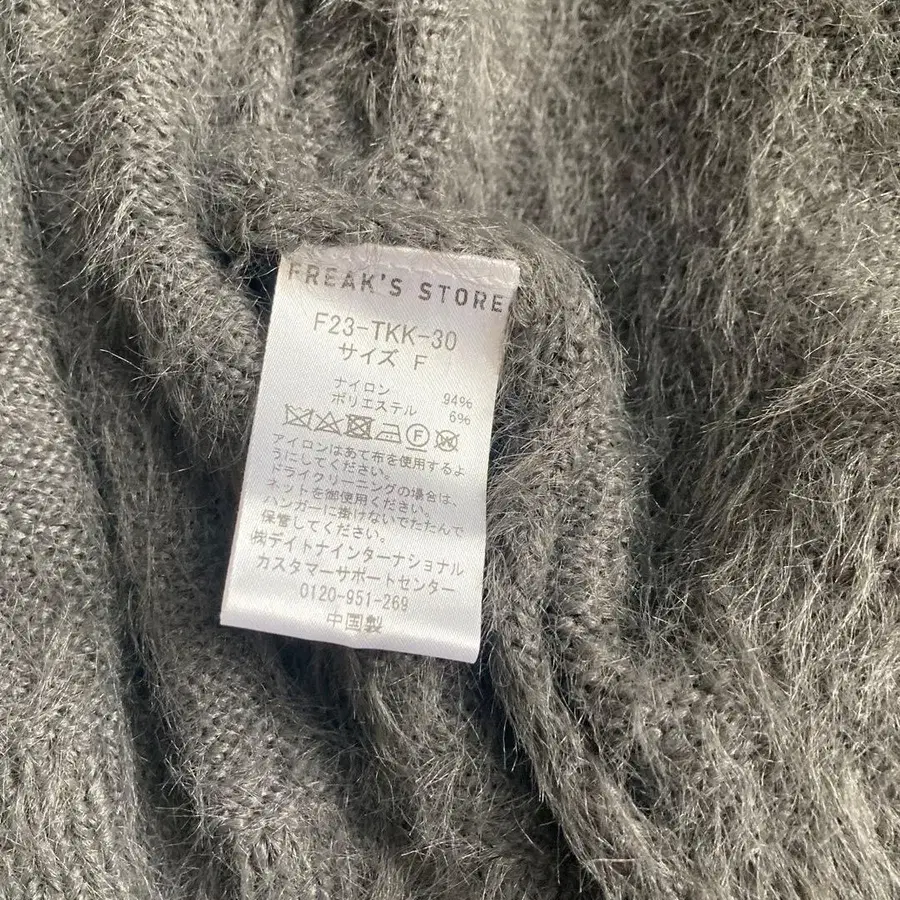 FREAK'S STORE
F23-TKK-30
サイズ F
ナイロン 94%
ポリエステル 6%
アイロンはあて布を使用するよ
うにしてください。
ドライクリーニングの場合は、
ネットを御使用ください。
ハンガーに掛けないでたたんで
保管してください。
㈱デイトナインターナショナル
カスタマーサポートセンター
0120-951-269
中国製